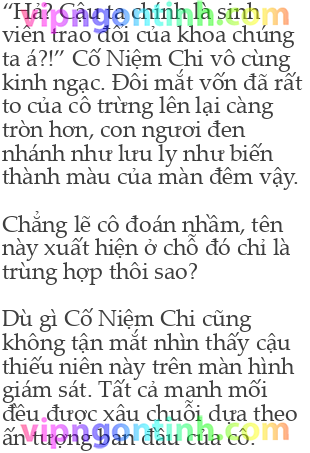 “Hả? Cậu ta chính là sinh
viên trao đổi của khoa chúng
ta á?!” Cố Niệm Chi vô cùng
kinh ngạc. Đôi mắt vốn đã rất
to của cô trừng lên lại càng
tròn hơn, con ngươi đen
nhánh như lưu ly như biến
thành màu của màn đêm vậy.
Chẳng lẽ cô đoán nhầm, tên
này xuất hiện ở chỗ đó chỉ là
trùng hợp thôi sao?
Dù gì Cố Niệm Chi cũng
không tận mắt nhìn thấy cậu
thiếu niên này trên màn hình
giám sát. Tất cả manh mối
đều được xâu chuỗi dựa theo
ấn tượng ban đầu của cô.
vipngontinh.com
vipngontinh.com